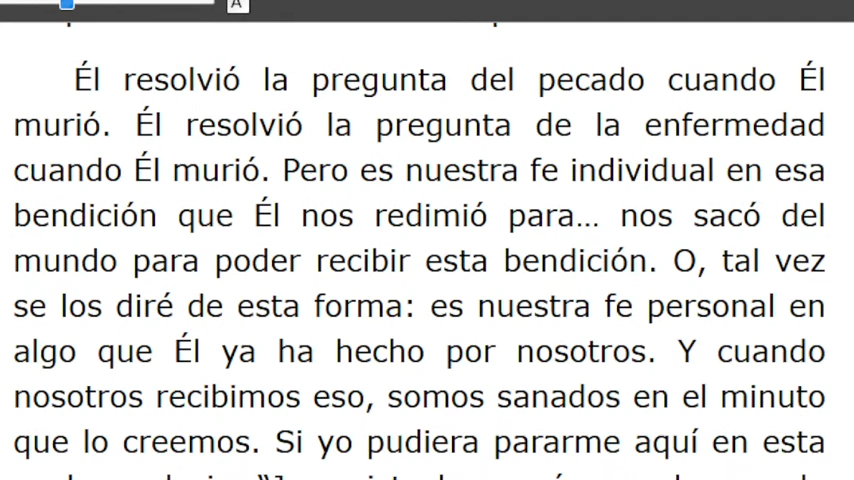 A
Él resolvió la pregunta del pecado cuando Él
murió. Él resolvió la pregunta de la enfermedad
cuando Él murió. Pero es nuestra fe individual en esa
bendición que Él nos redimió para… nos sacó del
mundo para poder recibir esta bendición. O, tal vez
se los diré de esta forma: es nuestra fe personal en
algo que Él ya ha hecho por nosotros. Y cuando
nosotros recibimos eso, somos sanados en el minuto
que lo creemos. Si yo pudiera pararme aquí en esta